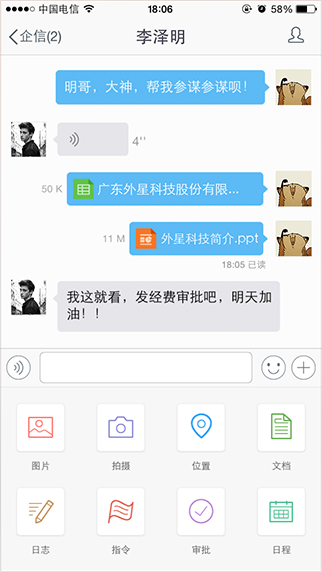 中国电信 18:06 58%
企信(2) 李泽明
明哥，大神，帮我参谋参谋呗！
4''
50 K 广东外星科技股份有限...
11 M 外星科技简介.ppt
18:05 已读
我这就看，发经费审批吧，明天加
油！！
图片 拍摄 位置 文档
日志 指令 审批 日程